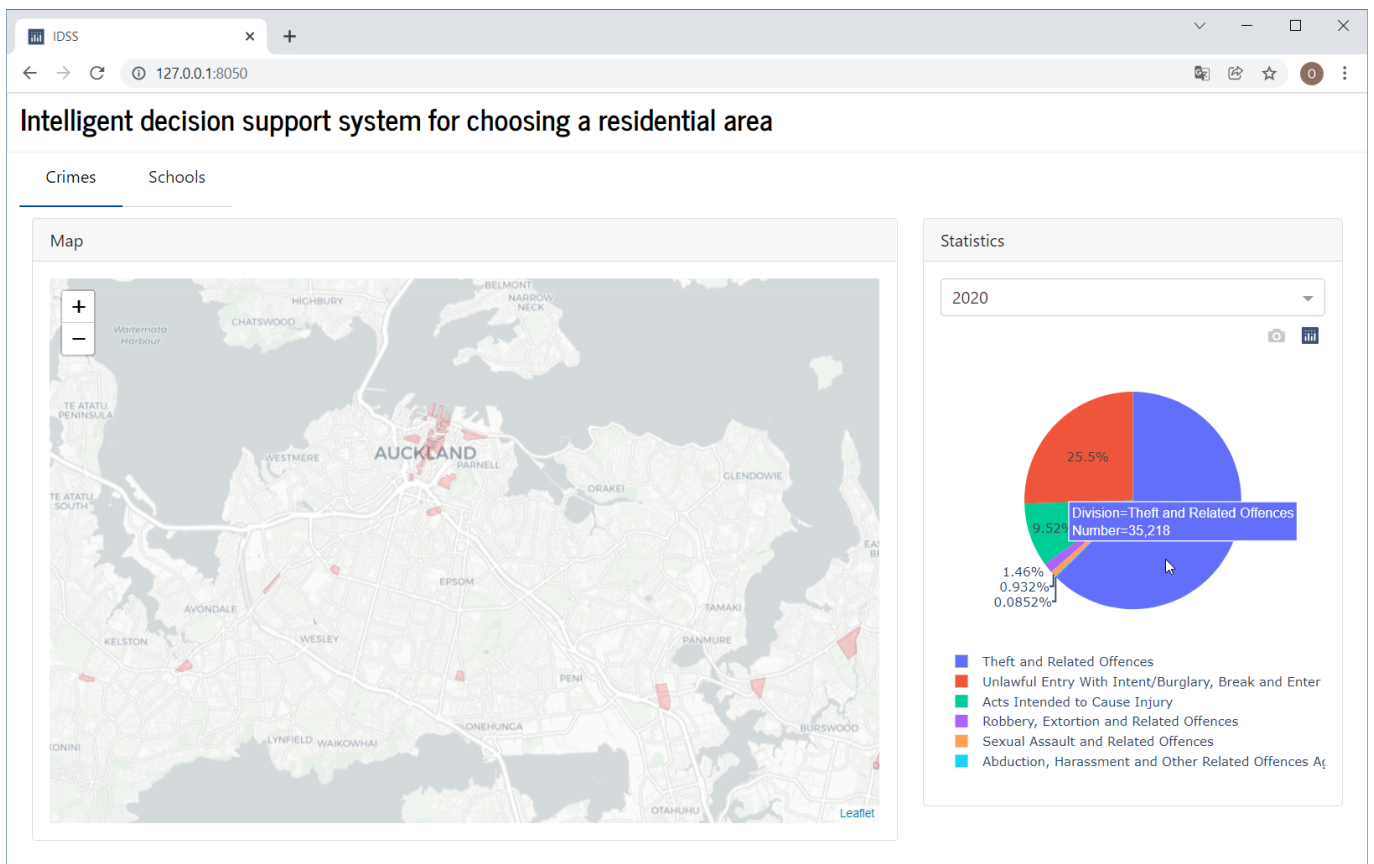 IDSS
127.0.0.1:8050
O
Intelligent decision support system for choosing a residential area
Crimes
Schools
Map
Statistics
+
−
BELMONT
HIGHBURY
NARROW
NECK
CHATSWOOD
Waitemata
Harbour
TE ATATU
PENINSULA
AUCKLAND
WESTMERE
PARNELL
GLENDOWIE
ORAKEI
TE ATATU
SOUTH
EPSOM
AVONDALE
TAMAKI
WESLEY
KELSTON
PANMURE
PENI
ONEHUNGA
BURSWOOD
LYNFIELD
WAIKOWHAI
KONINI
OTAHUHU
Leaflet
2020
25.5%
Division=Theft and Related Offences
Number=35,218
9.52%
1.46%
0.932%
0.0852%
Theft and Related Offences
Unlawful Entry With Intent/Burglary, Break and Enter
Acts Intended to Cause Injury
Robbery, Extortion and Related Offences
Sexual Assault and Related Offences
Abduction, Harassment and Other Related Offences Ag